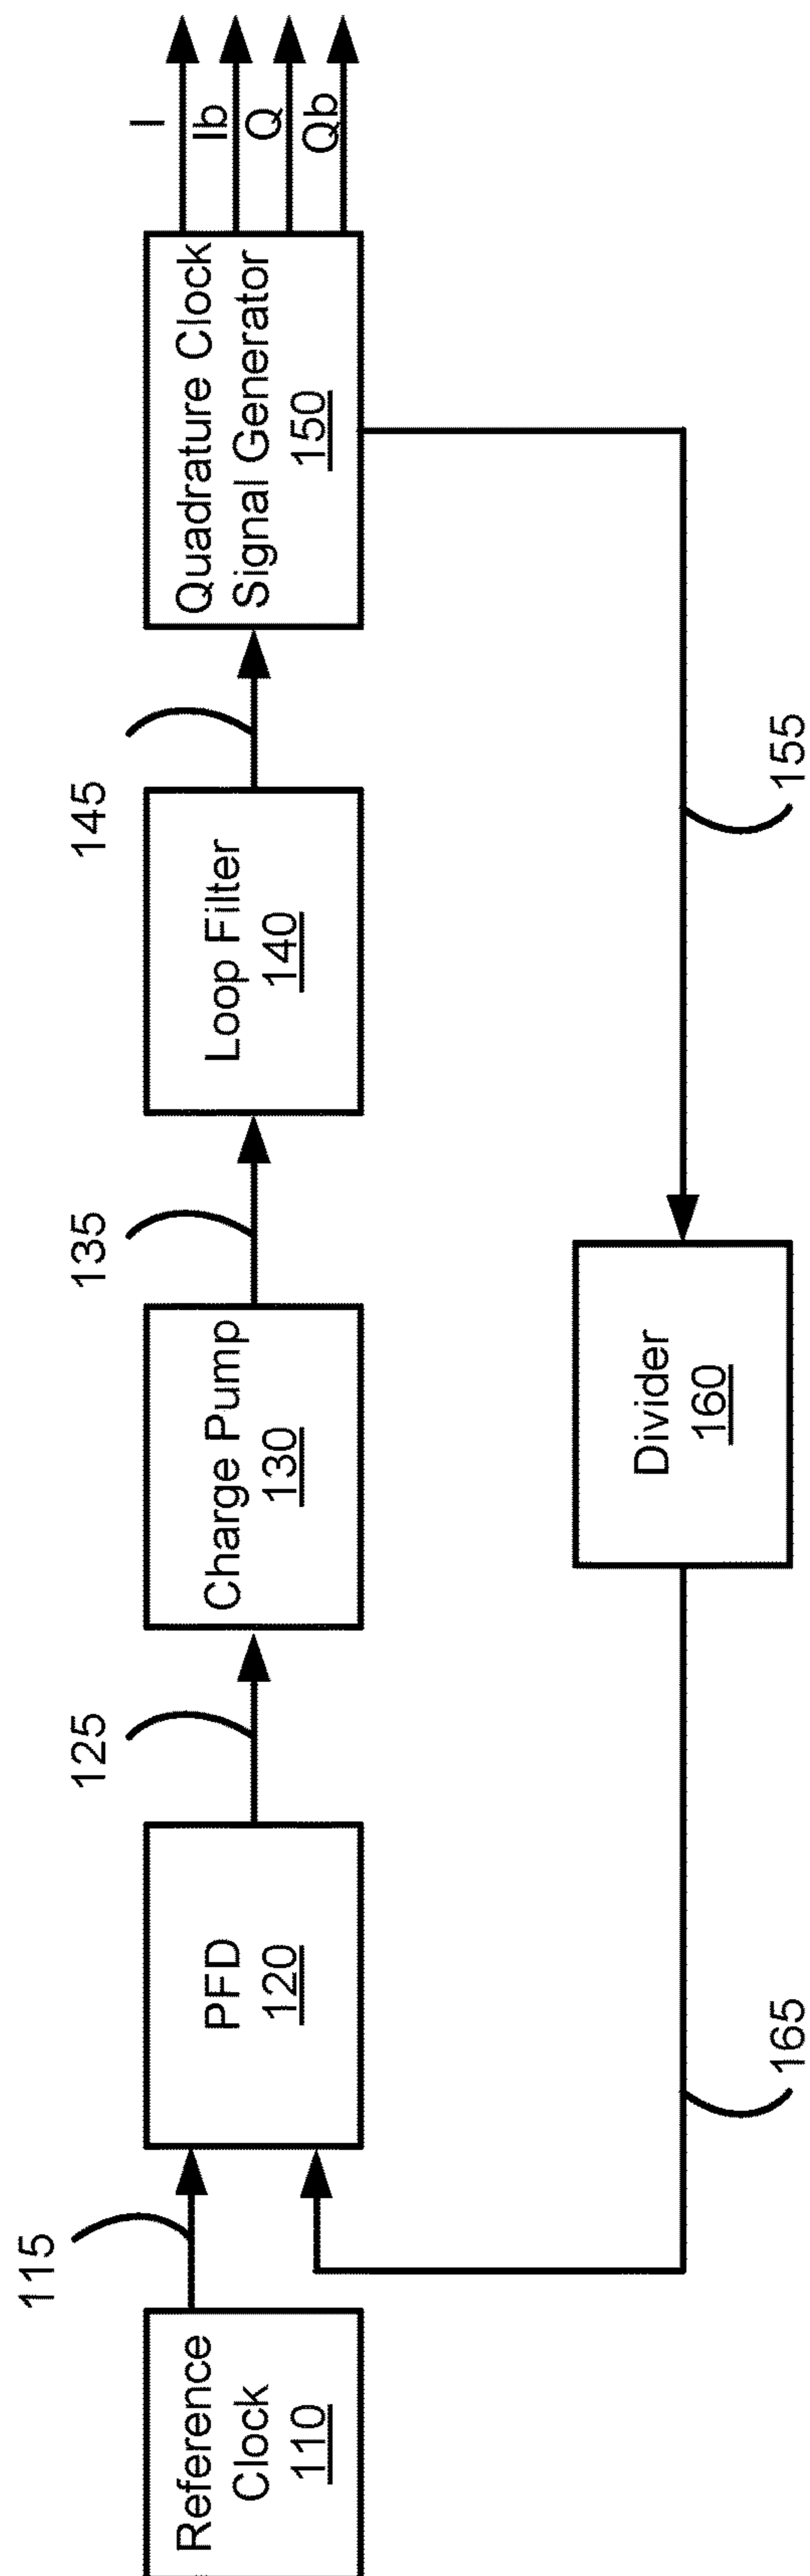 115
125
135
145
Reference
Clock
110
PFD
120
Charge Pump
130
Loop Filter
140
Quadrature Clock
Signal Generator
150
I
Ib
Q
Qb
Divider
160
165
155